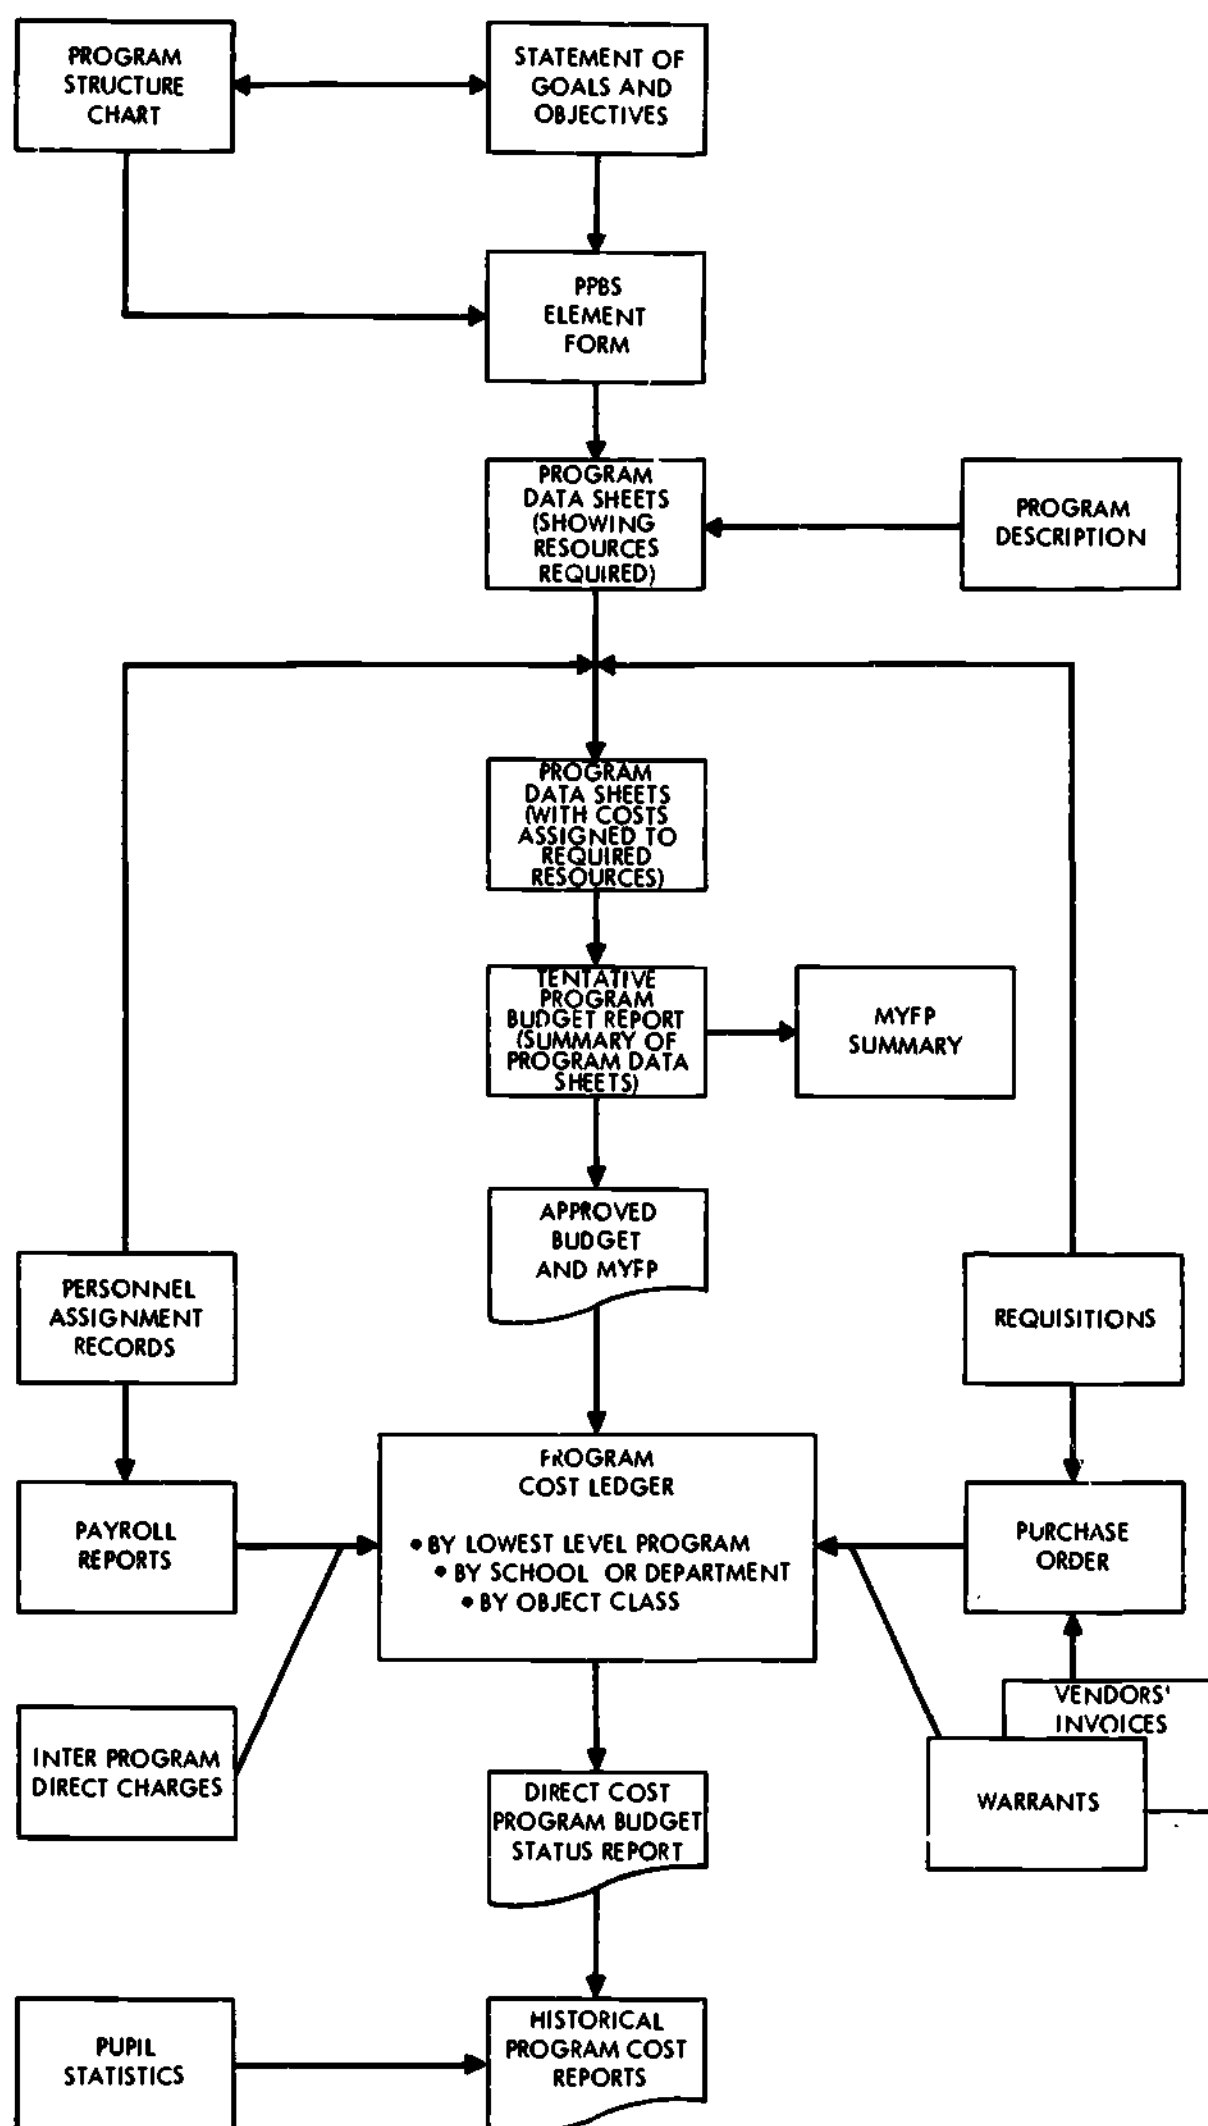 PROGRAM
STRUCTURE
CHART
STATEMENT OF
GOALS AND
OBJECTIVES
PPBS
ELEMENT
FORM
PROGRAM
DATA SHEETS
(SHOWING
RESOURCES
REQUIRED)
PROGRAM
DESCRIPTION
PROGRAM
DATA SHEETS
(WITH COSTS
ASSIGNED TO
REQUIRED
RESOURCES)
TENTATIVE
PROGRAM
BUDGET REPORT
(SUMMARY OF
PROGRAM DATA
SHEETS)
MYFP
SUMMARY
APPROVED
BUDGET
AND MYFP
PERSONNEL
ASSIGNMENT
RECORDS
REQUISITIONS
PROGRAM
COST LEDGER
• BY LOWEST LEVEL PROGRAM
• BY SCHOOL OR DEPARTMENT
• BY OBJECT CLASS
PAYROLL
REPORTS
PURCHASE
ORDER
INTER PROGRAM
DIRECT CHARGES
VENDORS'
INVOICES
WARRANTS
DIRECT COST
PROGRAM BUDGET
STATUS REPORT
PUPIL
STATISTICS
HISTORICAL
PROGRAM COST
REPORTS